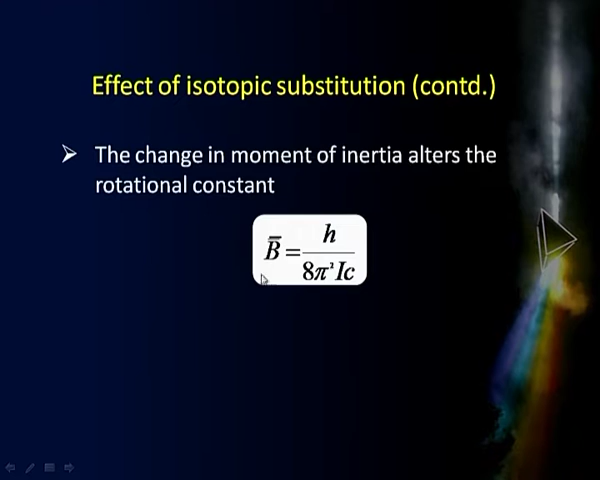 Effect of isotopic substitution (contd.)
➢ The change in moment of inertia alters the
rotational constant
B̅ = h / 8π²Ic